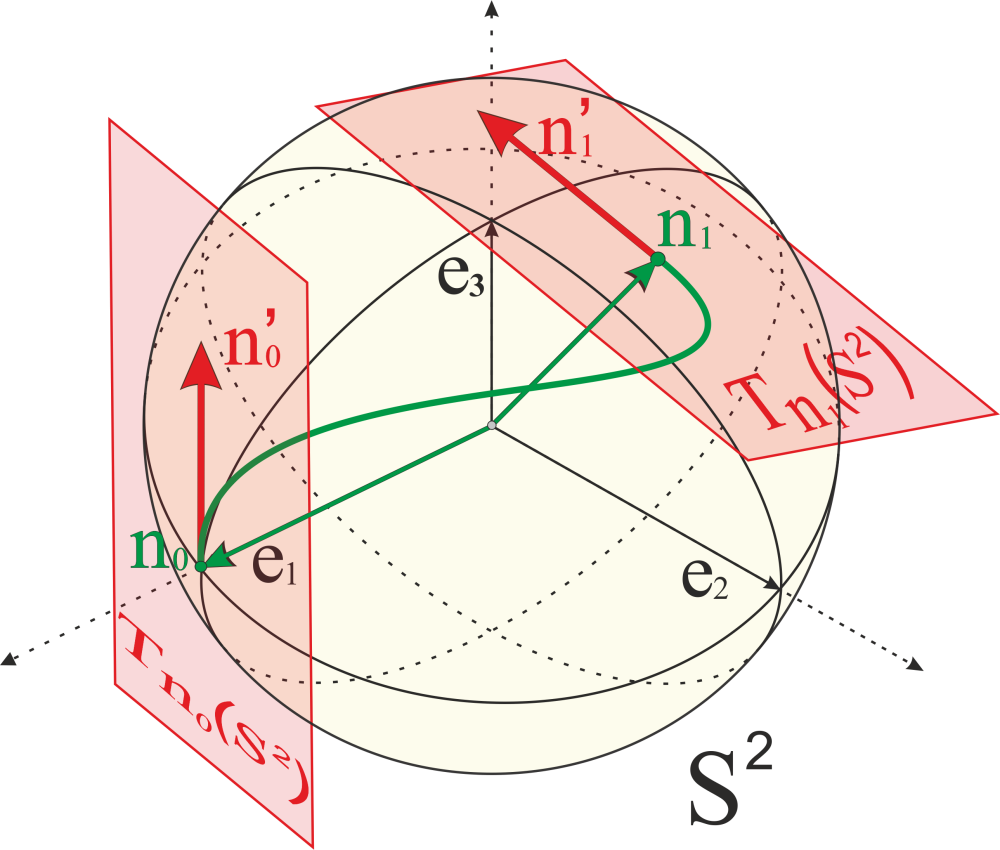 n'₁
n₁
e₃
n'₀
Tₙ₁(S²)
n₀
e₁
e₂
Tₙ₀(S²)
S²